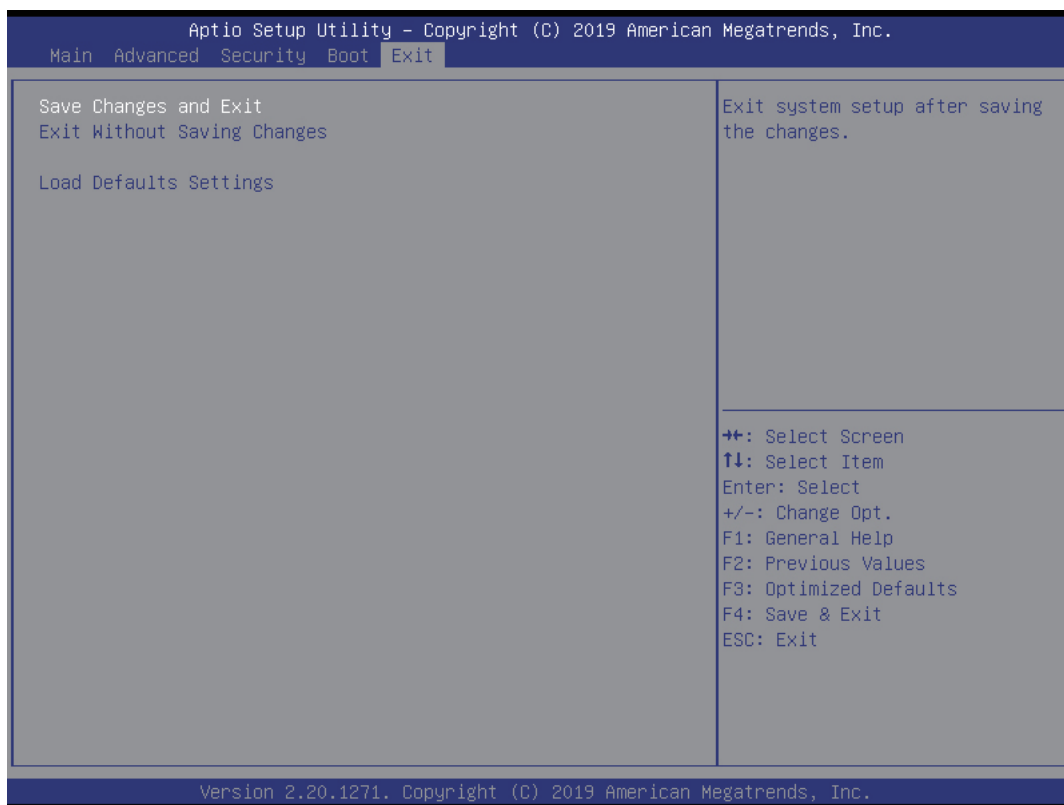 Aptio Setup Utility – Copyright (C) 2019 American Megatrends, Inc.
Main Advanced Security Boot Exit
Save Changes and Exit
Exit Without Saving Changes
Load Defaults Settings
Exit system setup after saving
the changes.
→←: Select Screen
↑↓: Select Item
Enter: Select
+/-: Change Opt.
F1: General Help
F2: Previous Values
F3: Optimized Defaults
F4: Save & Exit
ESC: Exit
Version 2.20.1271. Copyright (C) 2019 American Megatrends, Inc.